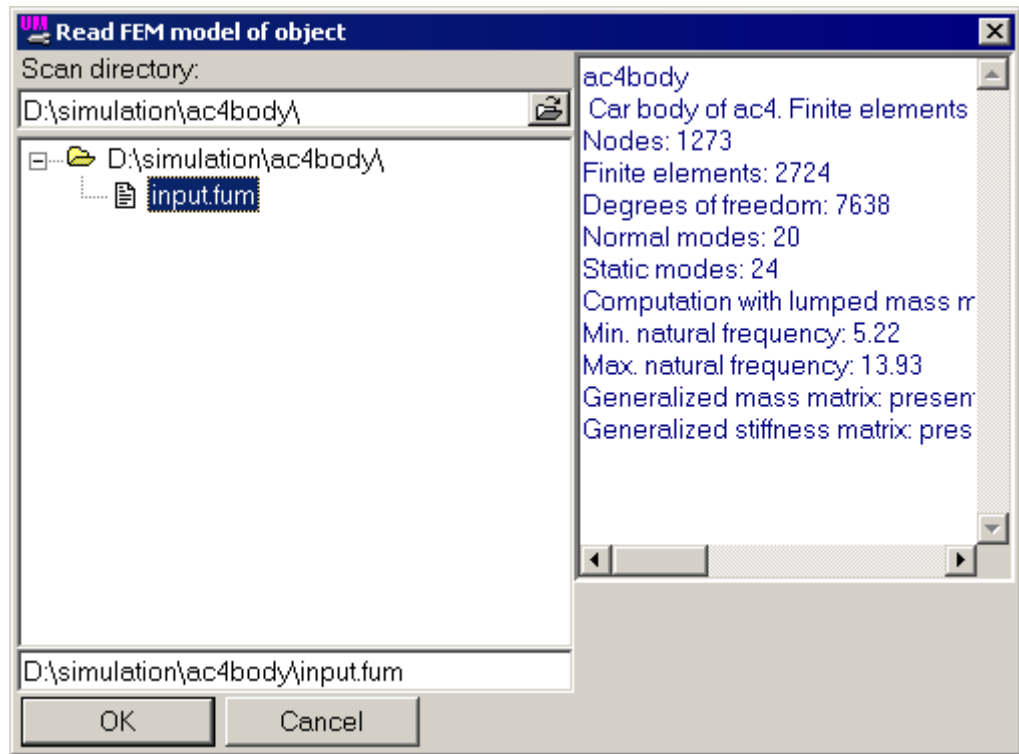 UM Read FEM model of object
Scan directory:
D:\simulation\ac4body\
D:\simulation\ac4body\
input.fum
D:\simulation\ac4body\input.fum
OK Cancel
ac4body
Car body of ac4. Finite elements
Nodes: 1273
Finite elements: 2724
Degrees of freedom: 7638
Normal modes: 20
Static modes: 24
Computation with lumped mass m
Min. natural frequency: 5.22
Max. natural frequency: 13.93
Generalized mass matrix: presen
Generalized stiffness matrix: pres